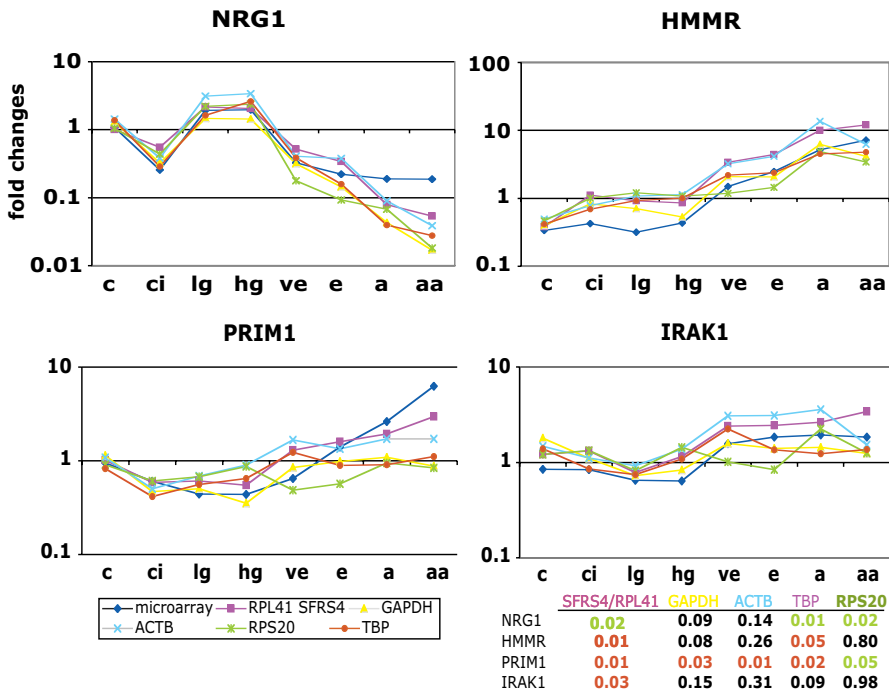 NRG1
HMMR
fold changes
10
1
0.1
0.01
c ci lg hg ve e a aa
100
10
1
0.1
c ci lg hg ve e a aa
PRIM1
IRAK1
10
1
0.1
c ci lg hg ve e a aa
10
1
0.1
c ci lg hg ve e a aa
microarray RPL41 SFRS4 GAPDH
ACTB RPS20 TBP
SFRS4/RPL41 GAPDH ACTB TBP RPS20
NRG1 0.02 0.09 0.14 0.01 0.02
HMMR 0.01 0.08 0.26 0.05 0.80
PRIM1 0.01 0.03 0.01 0.02 0.05
IRAK1 0.03 0.15 0.31 0.09 0.98